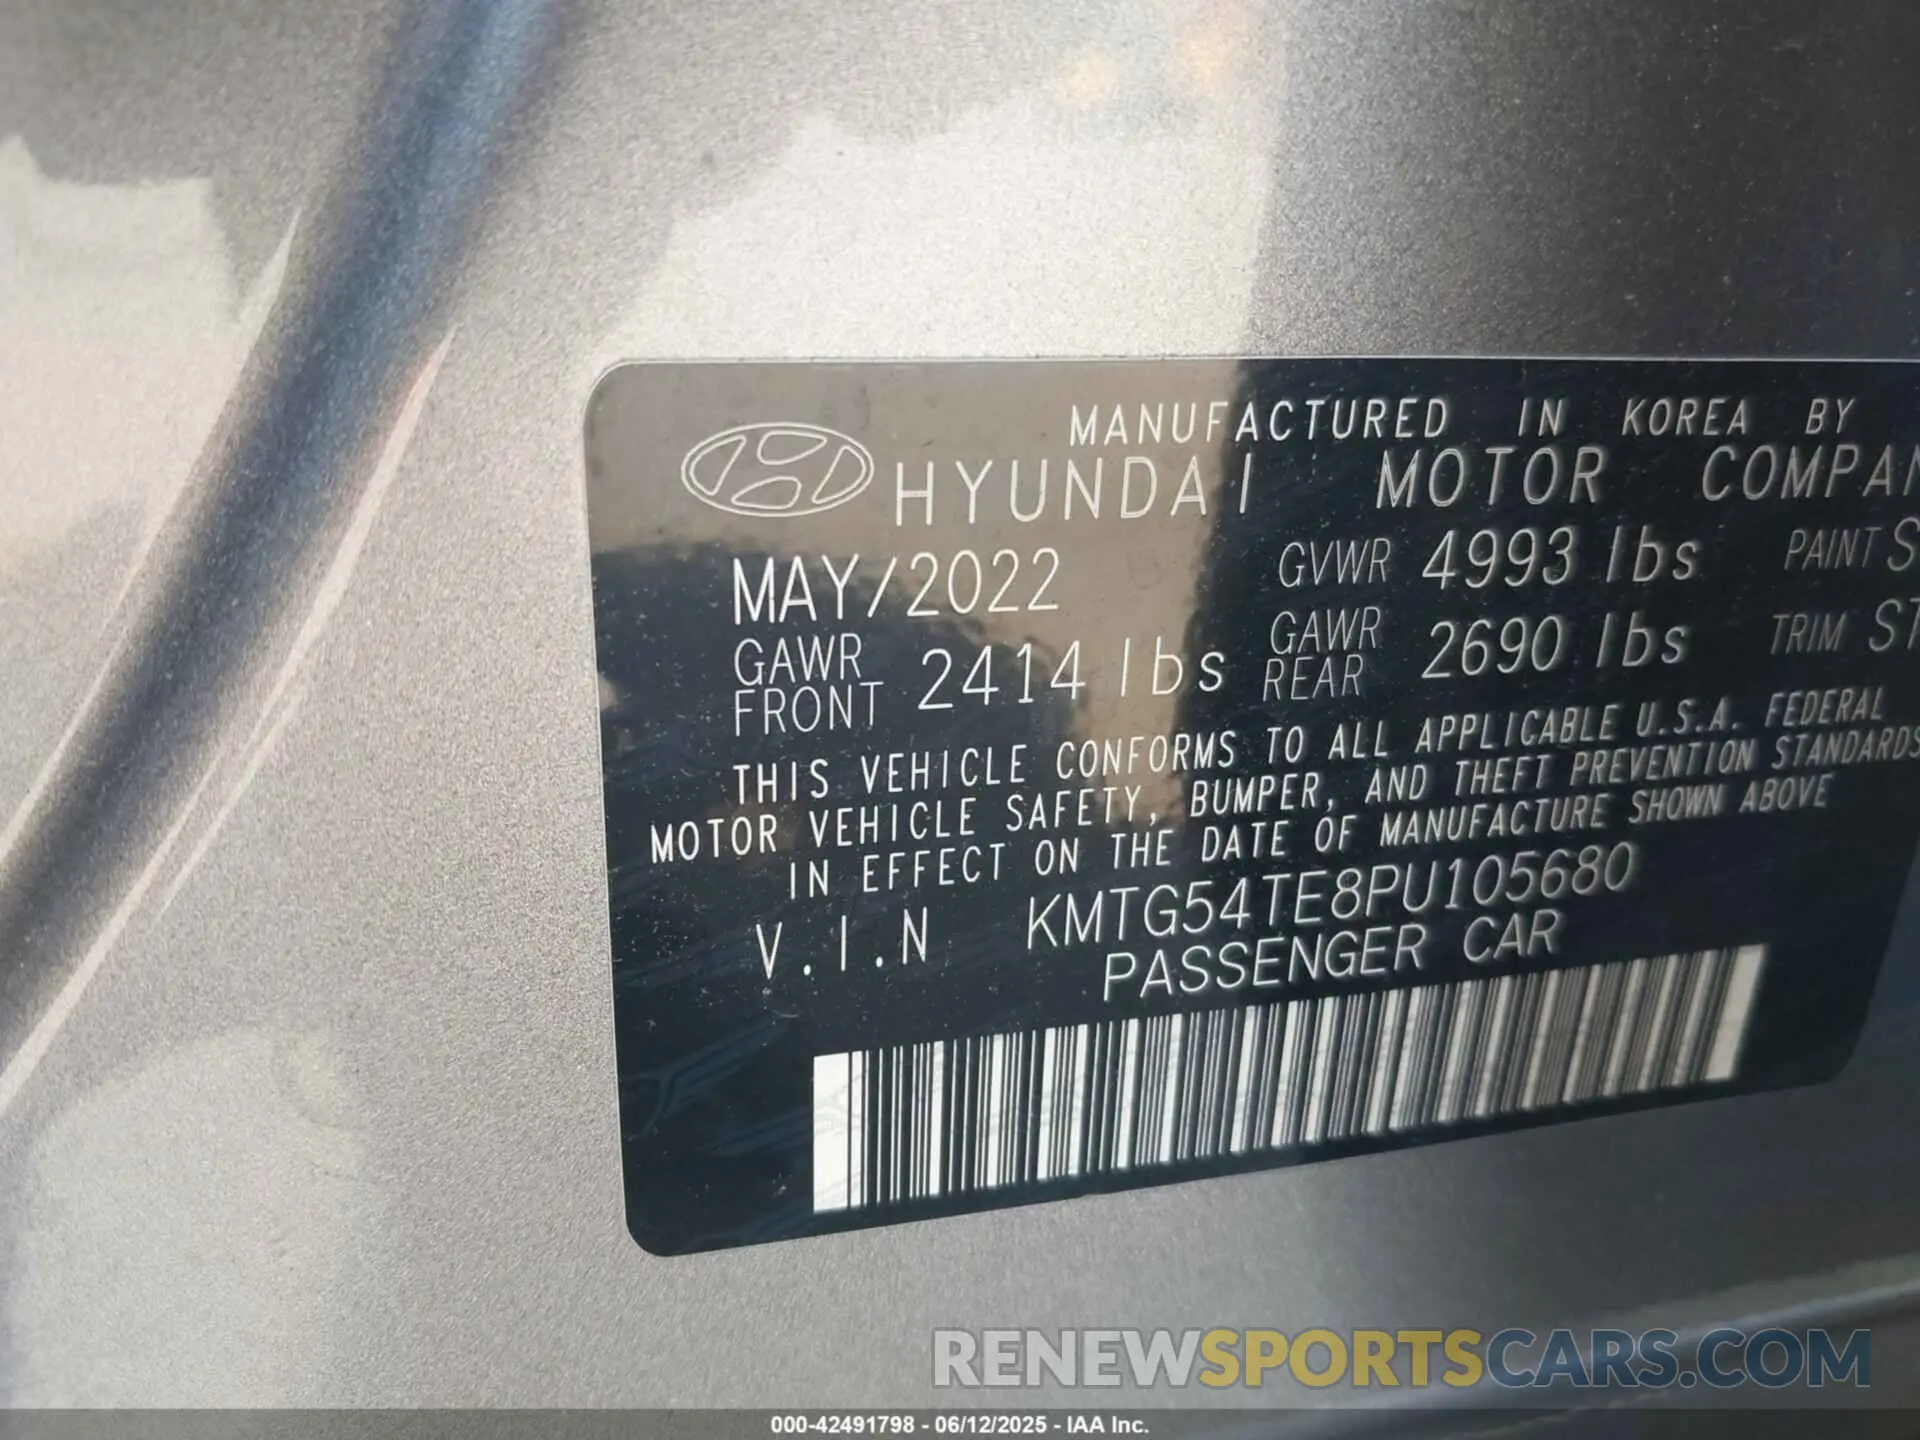 MANUFACTURED IN KOREA BY
HYUNDAI MOTOR COMPAN
MAY/2022 GVWR 4993 lbs PAINT S
GAWR FRONT 2414 lbs GAWR REAR 2690 lbs TRIM ST
THIS VEHICLE CONFORMS TO ALL APPLICABLE U.S.A. FEDERAL
MOTOR VEHICLE SAFETY, BUMPER, AND THEFT PREVENTION STANDARDS
IN EFFECT ON THE DATE OF MANUFACTURE SHOWN ABOVE
V.I.N KMTG54TE8PU105680
PASSENGER CAR
RENEWSPORTSCARS.COM
000-42491798 - 06/12/2025 - IAA Inc.